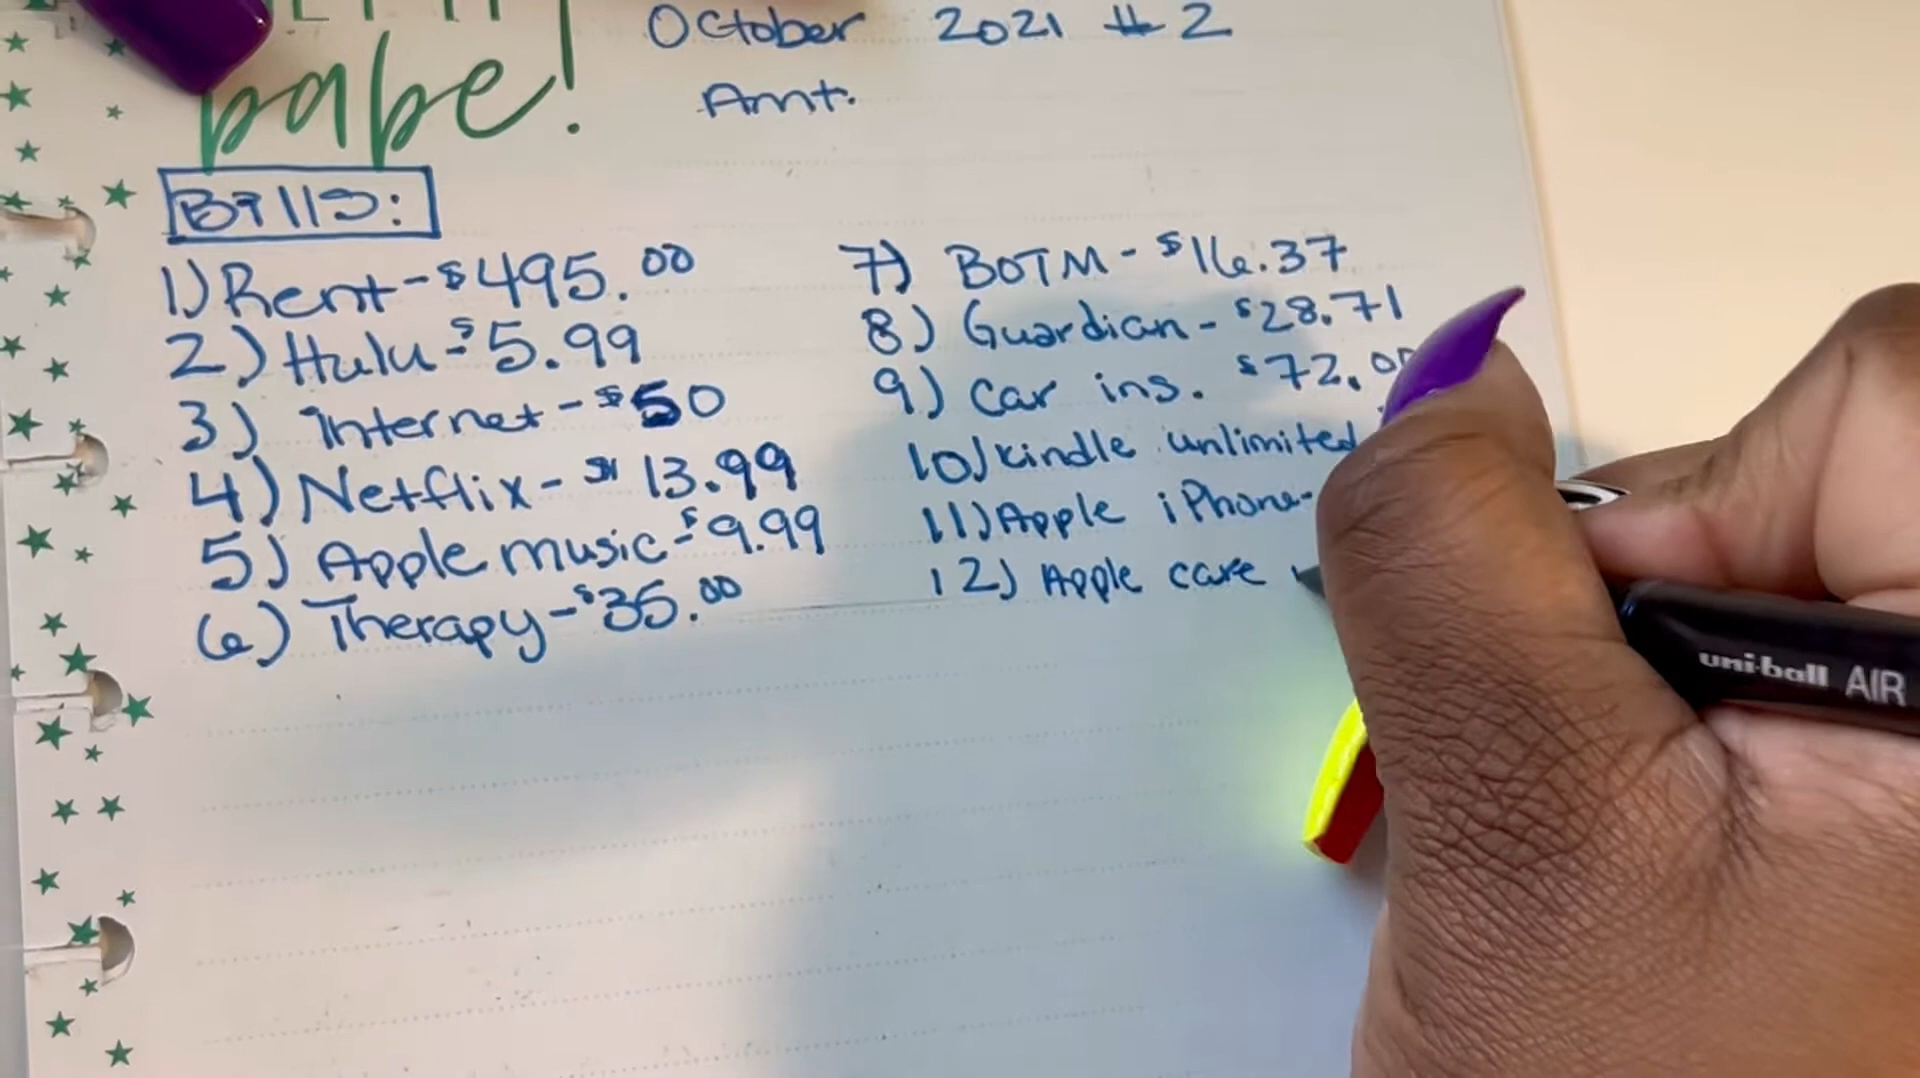 babe!
October 2021 #2
Amt.
Bills:
1) Rent - $495.00
2) Hulu - $5.99
3) internet - $50
4) Netflix - $13.99
5) Apple music - $9.99
6) Therapy - $35.00
7) BOTM - $16.37
8) Guardian - $28.71
9) car ins. $72.00
10) kindle unlimited
11) Apple iPhone -
12) Apple care
uni-ball AIR